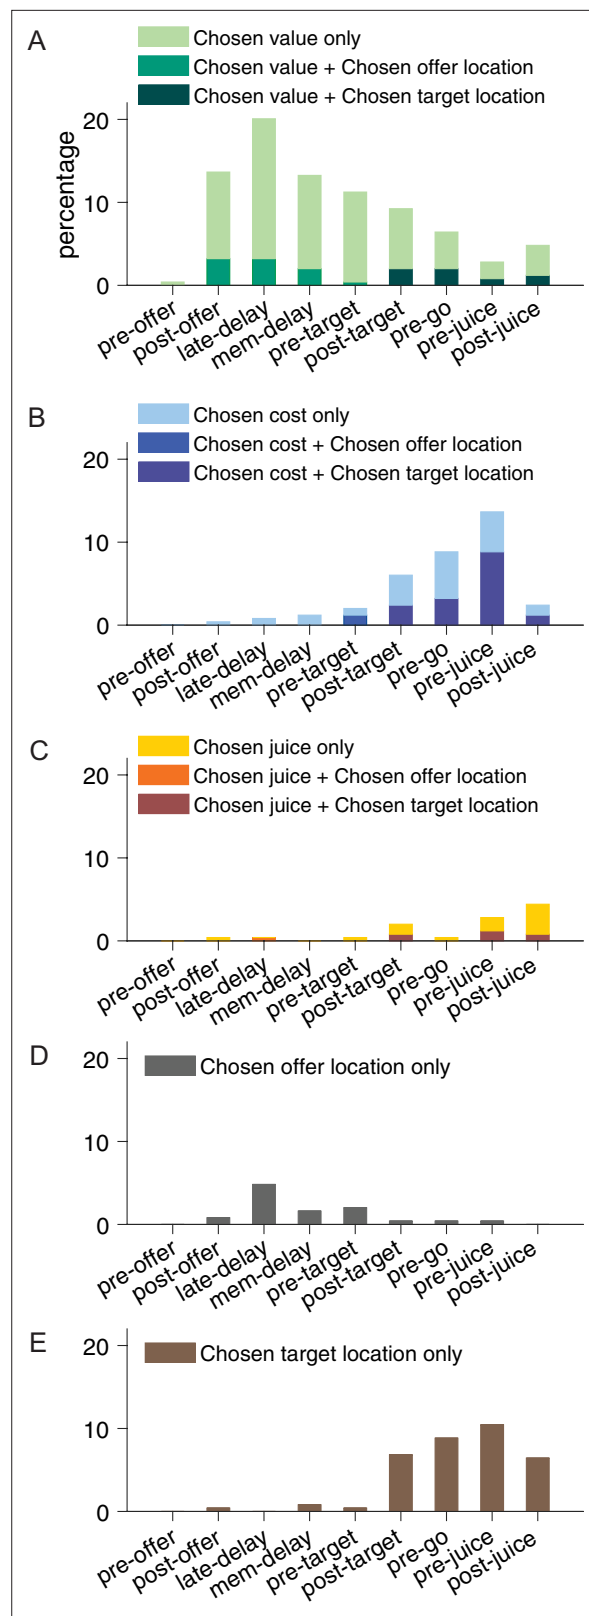 A
Chosen value only
Chosen value + Chosen offer location
Chosen value + Chosen target location
percentage
20
10
0
pre-offer
post-offer
late-delay
mem-delay
pre-target
post-target
pre-go
pre-juice
post-juice
B
Chosen cost only
Chosen cost + Chosen offer location
Chosen cost + Chosen target location
20
10
0
pre-offer
post-offer
late-delay
mem-delay
pre-target
post-target
pre-go
pre-juice
post-juice
C
Chosen juice only
Chosen juice + Chosen offer location
Chosen juice + Chosen target location
20
10
0
pre-offer
post-offer
late-delay
mem-delay
pre-target
post-target
pre-go
pre-juice
post-juice
D
Chosen offer location only
20
10
0
pre-offer
post-offer
late-delay
mem-delay
pre-target
post-target
pre-go
pre-juice
post-juice
E
Chosen target location only
20
10
0
pre-offer
post-offer
late-delay
mem-delay
pre-target
post-target
pre-go
pre-juice
post-juice